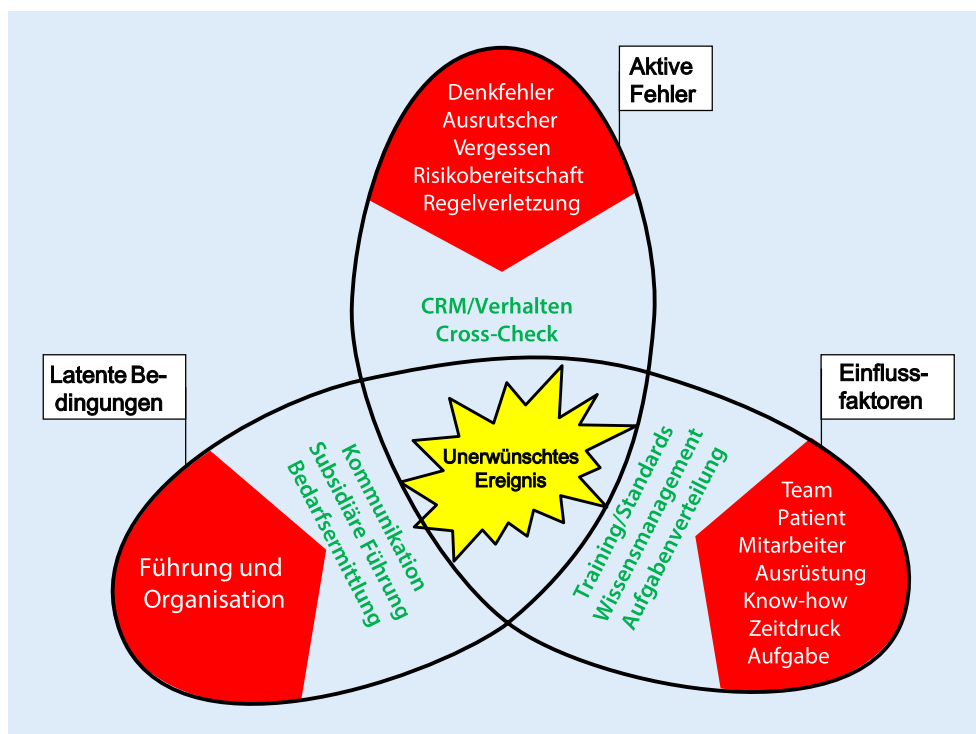 Aktive
Fehler
Denkfehler
Ausrutscher
Vergessen
Risikobereitschaft
Regelverletzung
CRM/Verhalten
Cross-Check
Latente Be-
dingungen
Einfluss-
faktoren
Unerwünschtes
Ereignis
Kommunikation
Subsidiäre Führung
Bedarfsermittlung
Training/Standards
Wissensmanagement
Aufgabenverteilung
Führung und
Organisation
Team
Patient
Mitarbeiter
Ausrüstung
Know-how
Zeitdruck
Aufgabe